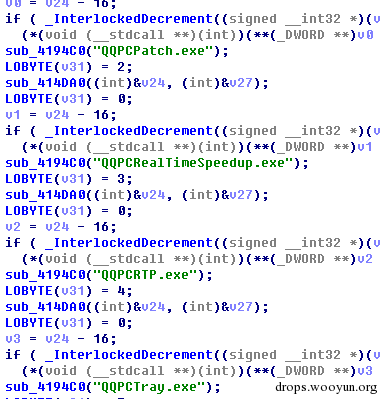 v0 = v24 - 16;
if ( _InterlockedDecrement((signed __int32 *)(v
(*(void (__stdcall **)(int))(**(_DWORD **)v0
sub_4194C0("QQPCPatch.exe");
LOBYTE(v31) = 2;
sub_414DA0((int)&v24, (int)&v27);
LOBYTE(v31) = 0;
v1 = v24 - 16;
if ( _InterlockedDecrement((signed __int32 *)(v
(*(void (__stdcall **)(int))(**(_DWORD **)v1
sub_4194C0("QQPCRealTimeSpeedup.exe");
LOBYTE(v31) = 3;
sub_414DA0((int)&v24, (int)&v27);
LOBYTE(v31) = 0;
v2 = v24 - 16;
if ( _InterlockedDecrement((signed __int32 *)(v
(*(void (__stdcall **)(int))(**(_DWORD **)v2
sub_4194C0("QQPCRTP.exe");
LOBYTE(v31) = 4;
sub_414DA0((int)&v24, (int)&v27);
LOBYTE(v31) = 0;
v3 = v24 - 16;
if ( _InterlockedDecrement((signed __int32 *)(v
(*(void (__stdcall **)(int))(**(_DWORD **)v3
sub_4194C0("QQPCTray.exe");
drops.wooyun.org